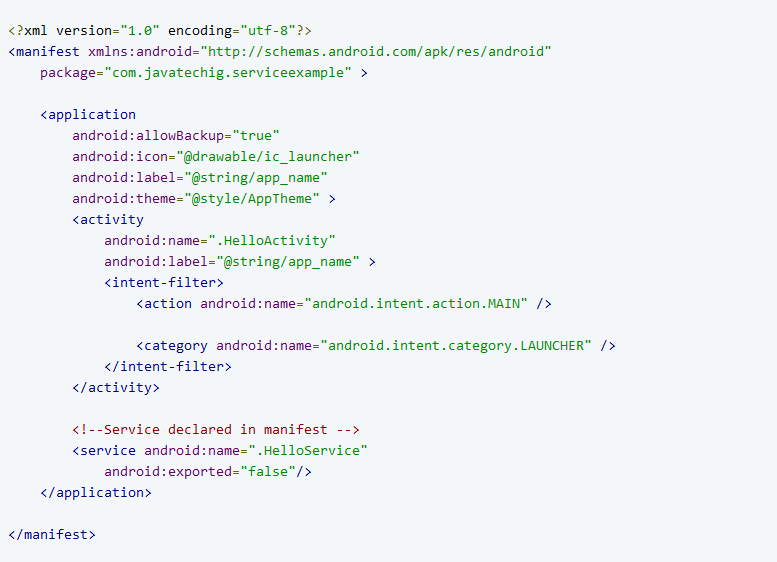 <?xml version="1.0" encoding="utf-8"?>
<manifest xmlns:android="http://schemas.android.com/apk/res/android"
    package="com.javatechig.serviceexample" >

    <application
        android:allowBackup="true"
        android:icon="@drawable/ic_launcher"
        android:label="@string/app_name"
        android:theme="@style/AppTheme" >
        <activity
            android:name=".HelloActivity"
            android:label="@string/app_name" >
            <intent-filter>
                <action android:name="android.intent.action.MAIN" />

                <category android:name="android.intent.category.LAUNCHER" />
            </intent-filter>
        </activity>

        <!--Service declared in manifest -->
        <service android:name=".HelloService"
            android:exported="false"/>
    </application>

</manifest>